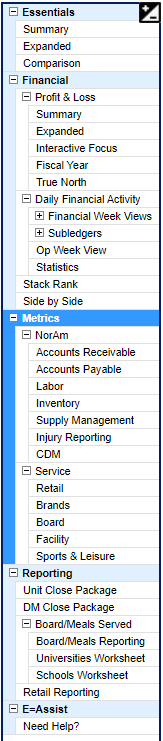 Essentials
Summary
Expanded
Comparison
Financial
Profit & Loss
Summary
Expanded
Interactive Focus
Fiscal Year
True North
Daily Financial Activity
Financial Week Views
Subledgers
Op Week View
Statistics
Stack Rank
Side by Side
Metrics
NorAm
Accounts Receivable
Accounts Payable
Labor
Inventory
Supply Management
Injury Reporting
CDM
Service
Retail
Brands
Board
Facility
Sports & Leisure
Reporting
Unit Close Package
DM Close Package
Board/Meals Served
Board/Meals Reporting
Universities Worksheet
Schools Worksheet
Retail Reporting
E=Assist
Need Help?